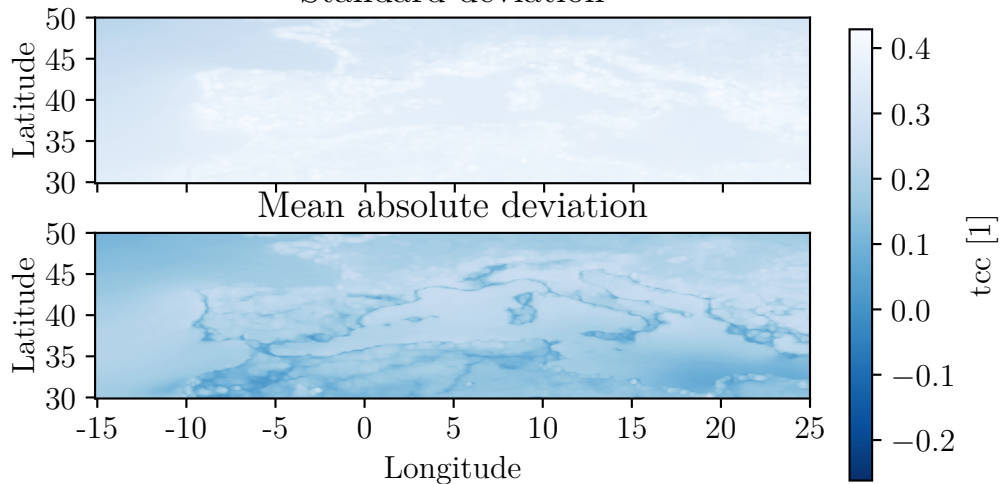 Standard deviation
50
45
40
35
30
Latitude
Mean absolute deviation
50
45
40
35
30
Latitude
-15 -10 -5 0 5 10 15 20 25
Longitude
0.4
0.3
0.2
0.1
0.0
−0.1
−0.2
tcc [1]